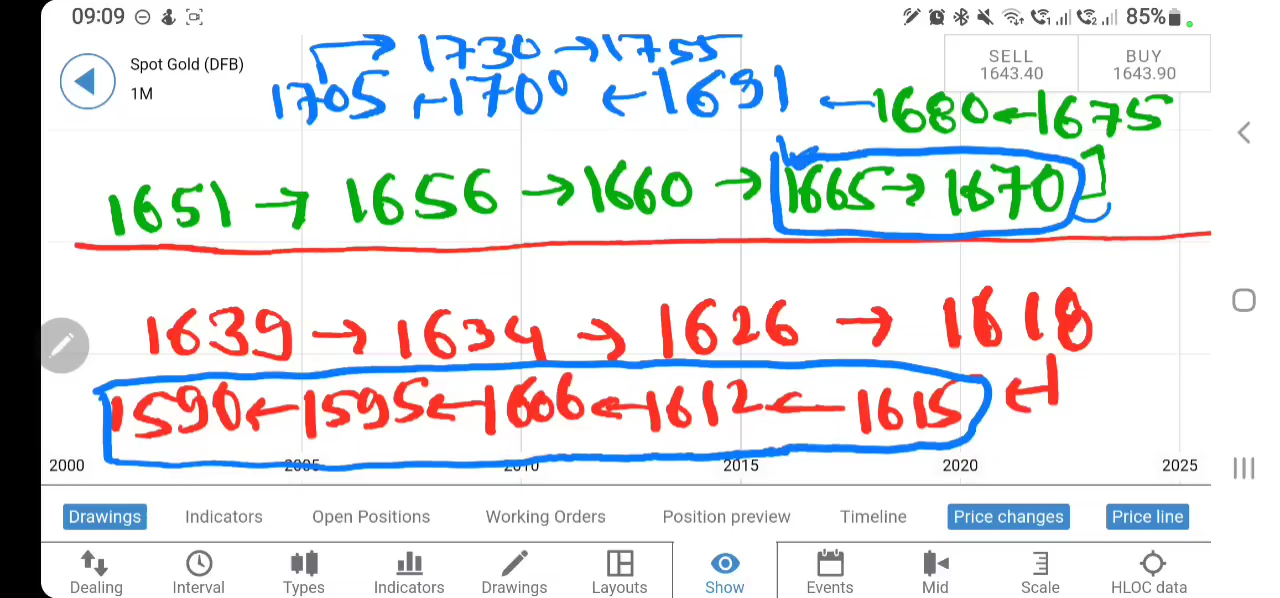 09:09 85%
1730 → 1755
Spot Gold (DFB)
SELL BUY
1M
1643.40 1643.90
1705 ← 1700 ← 1691 ← 1680 ← 1675
1651 → 1656 → 1660 → 1665 → 1670
1639 → 1634 → 1626 → 1618
1590 ← 1595 ← 1606 ← 1612 ← 1615 ←
2000 2005 2010 2015 2020 2025
Drawings Indicators Open Positions Working Orders Position preview Timeline Price changes Price line
Dealing Interval Types Indicators Drawings Layouts Show Events Mid Scale HLOC data